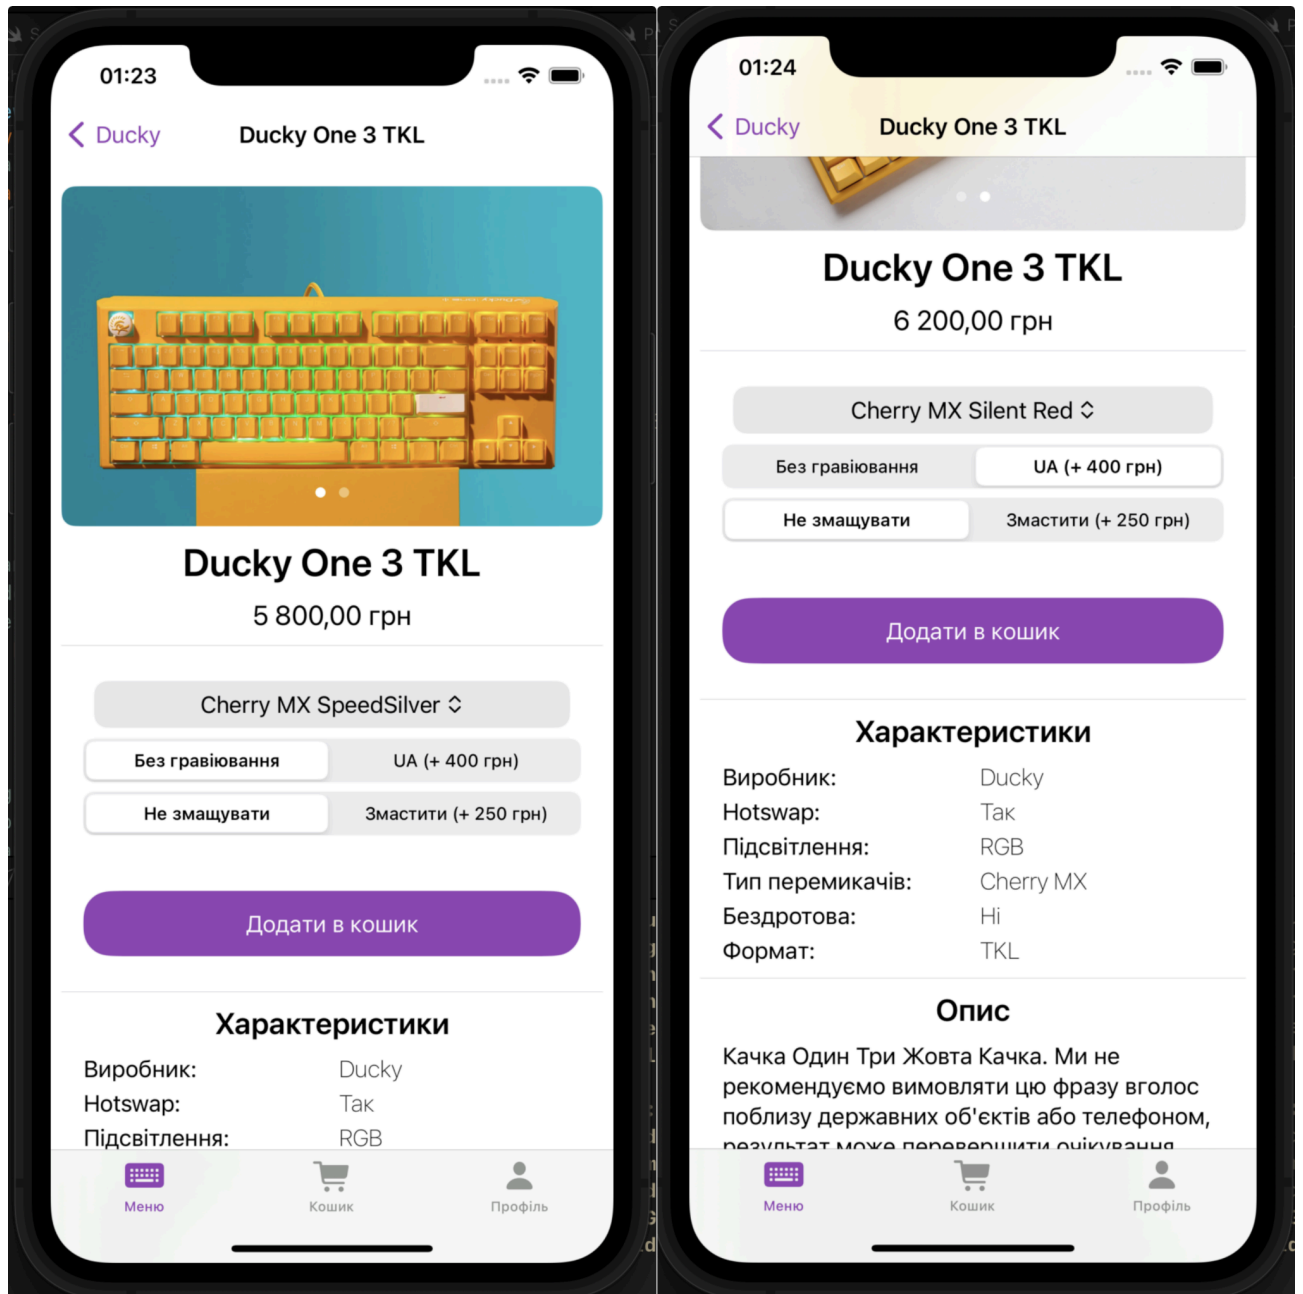 01:23
Ducky
Ducky One 3 TKL
Ducky One 3 TKL
5 800,00 грн
Cherry MX SpeedSilver
Без гравіювання
UA (+ 400 грн)
Не змащувати
Змастити (+ 250 грн)
Додати в кошик
Характеристики
Виробник: Ducky
Hotswap: Так
Підсвітлення: RGB
Меню
Кошик
Профіль
01:24
Ducky
Ducky One 3 TKL
Ducky One 3 TKL
6 200,00 грн
Cherry MX Silent Red
Без гравіювання
UA (+ 400 грн)
Не змащувати
Змастити (+ 250 грн)
Додати в кошик
Характеристики
Виробник: Ducky
Hotswap: Так
Підсвітлення: RGB
Тип перемикачів: Cherry MX
Бездротова: Ні
Формат: TKL
Опис
Качка Один Три Жовта Качка. Ми не
рекомендуємо вимовляти цю фразу вголос
поблизу державних об'єктів або телефоном,
результат може перевершити очікування
Меню
Кошик
Профіль